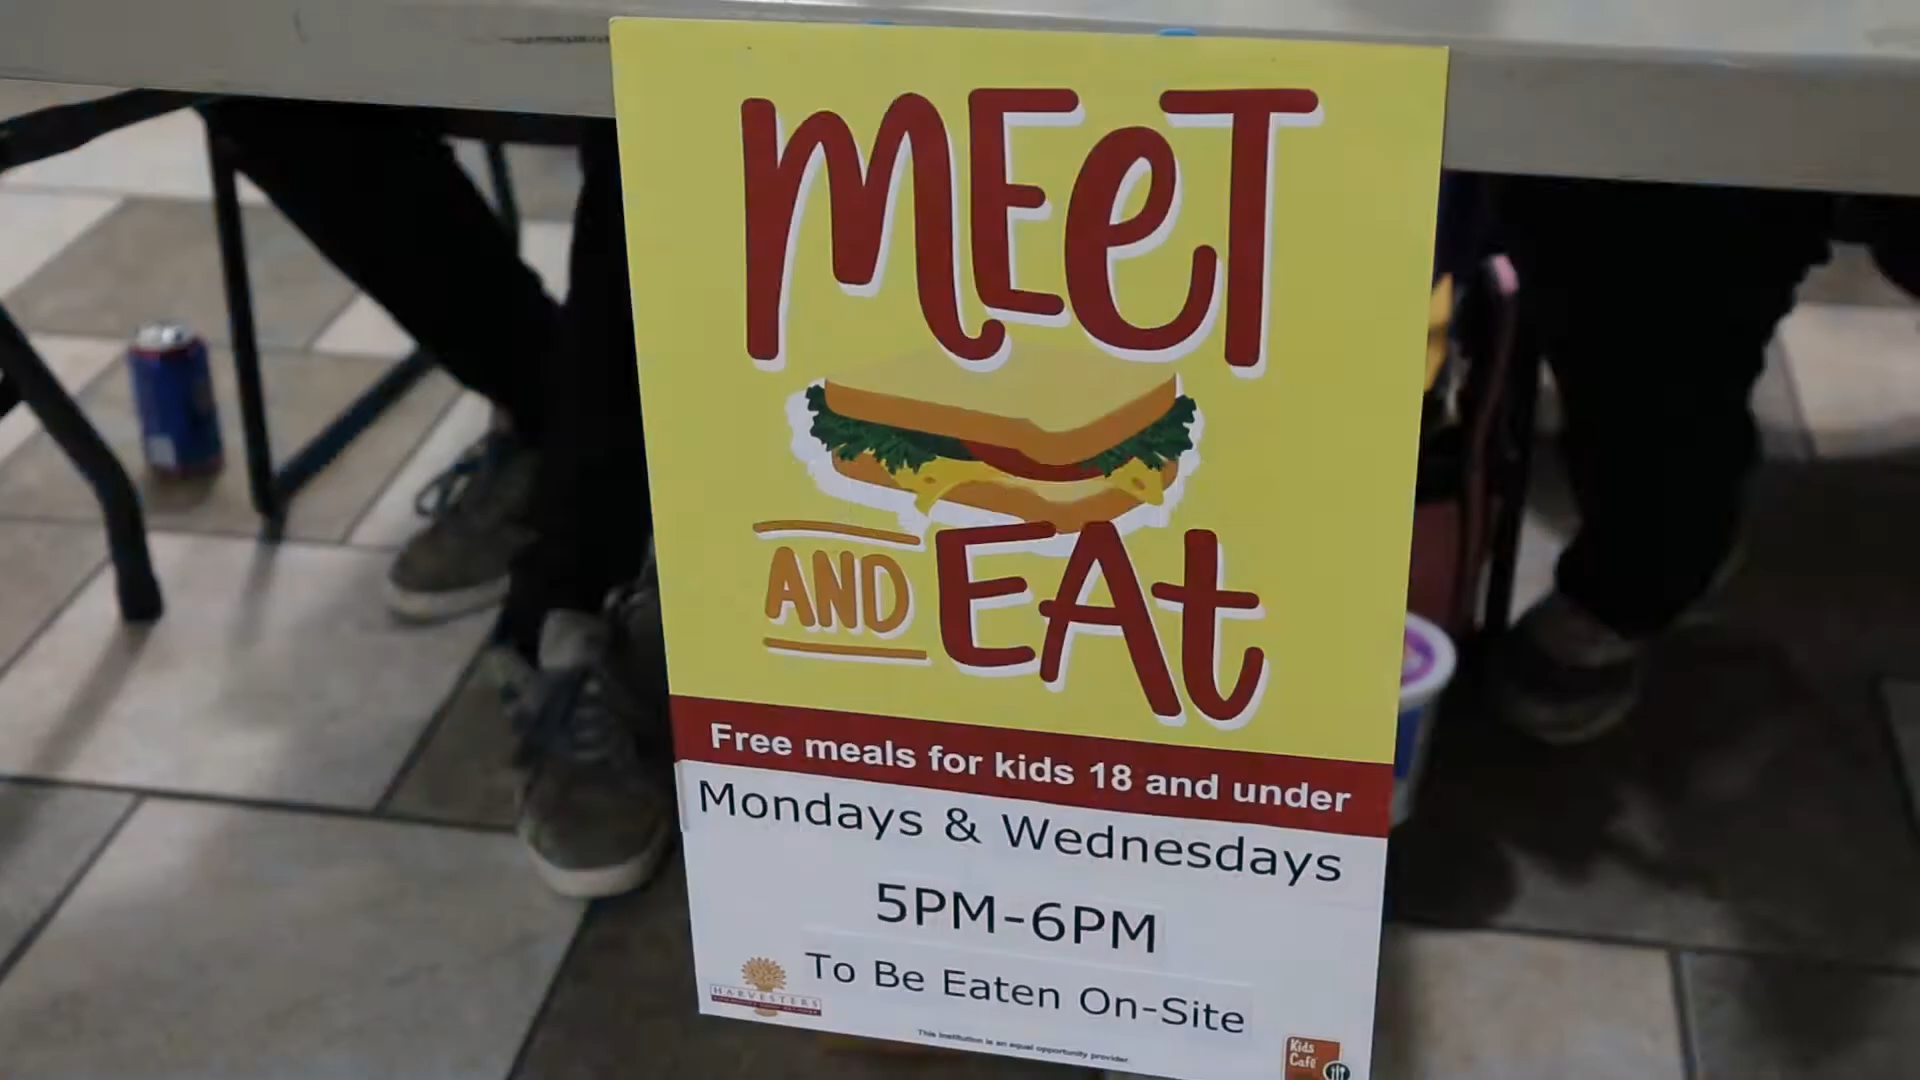 MEET
AND EAt
Free meals for kids 18 and under
Mondays & Wednesdays
5PM-6PM
To Be Eaten On-Site
HARVESTERS
This institution is an equal opportunity provider.
Kids
Cafe